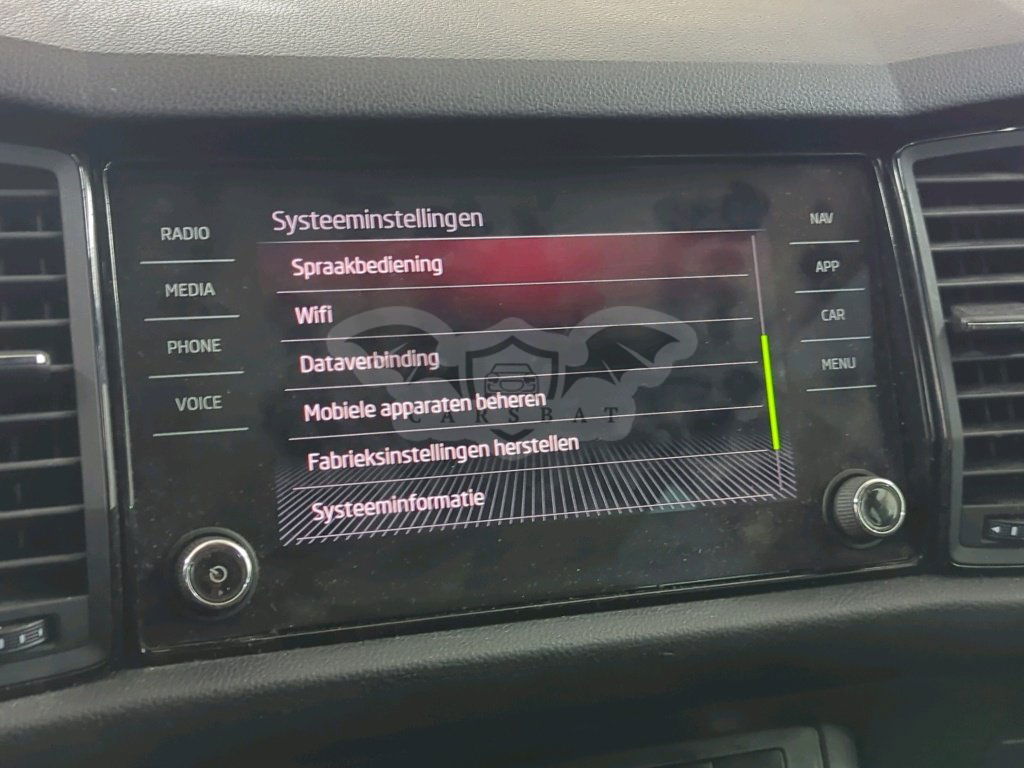 RADIO
MEDIA
PHONE
VOICE
Systeeminstellingen
Spraakbediening
Wifi
Dataverbinding
Mobiele apparaten beheren
Fabrieksinstellingen herstellen
Systeeminformatie
NAV
APP
CAR
MENU
CARSBAT